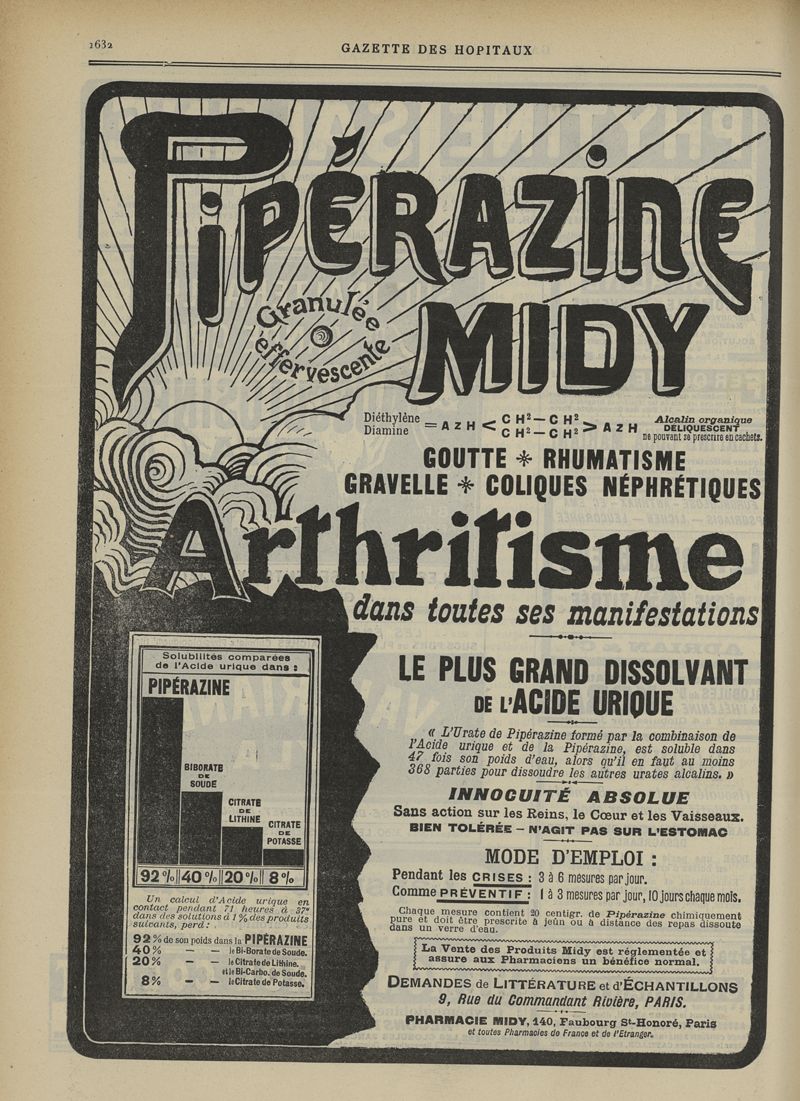 1632
GAZETTE DES HOPITAUX
PIPÉRAZINE
MIDY
Granulée
effervescente
Diéthylène
Diamine
= AZH < C H² — C H² > AZH
C H² — C H²
Alcalin organique
DÉLIQUESCENT
ne pouvant se prescrire en cachets.
GOUTTE * RHUMATISME
GRAVELLE * COLIQUES NÉPHRÉTIQUES
Arthritisme
dans toutes ses manifestations
Solubilités comparées
de l'Acide urique dans :
PIPÉRAZINE
BIBORATE
DE
SOUDE
CITRATE
DE
LITHINE
CITRATE
DE
POTASSE
92% 40% 20% 8%
Un calcul d'Acide urique en
contact pendant 71 heures à 37°
dans des solutions à 1% des produits
suivants, perd :
92% de son poids dans la PIPÉRAZINE
40% — — le Bi-Borate de Soude.
20% — — le Citrate de Lithine.
et le Bi-Carbo. de Soude.
8% — — le Citrate de Potasse.
LE PLUS GRAND DISSOLVANT
DE L'ACIDE URIQUE
« L'Urate de Pipérazine formé par la combinaison de
l'Acide urique et de la Pipérazine, est soluble dans
47 fois son poids d'eau, alors qu'il en faut au moins
368 parties pour dissoudre les autres urates alcalins. »
INNOCUITÉ ABSOLUE
Sans action sur les Reins, le Cœur et les Vaisseaux.
BIEN TOLÉRÉE – N'AGIT PAS SUR L'ESTOMAC
MODE D'EMPLOI :
Pendant les CRISES : 3 à 6 mesures par jour.
Comme PRÉVENTIF : 1 à 3 mesures par jour, 10 jours chaque mois.
Chaque mesure contient 20 centigr. de Pipérazine chimiquement
pure et doit être prescrite à jeûn ou à distance des repas dissoute
dans un verre d'eau.
La Vente des Produits Midy est réglementée et
assure aux Pharmaciens un bénéfice normal.
DEMANDES de LITTÉRATURE et d'ÉCHANTILLONS
9, Rue du Commandant Rivière, PARIS.
PHARMACIE MIDY, 140, Faubourg St-Honoré, Paris
et toutes Pharmacies de France et de l'Etranger.